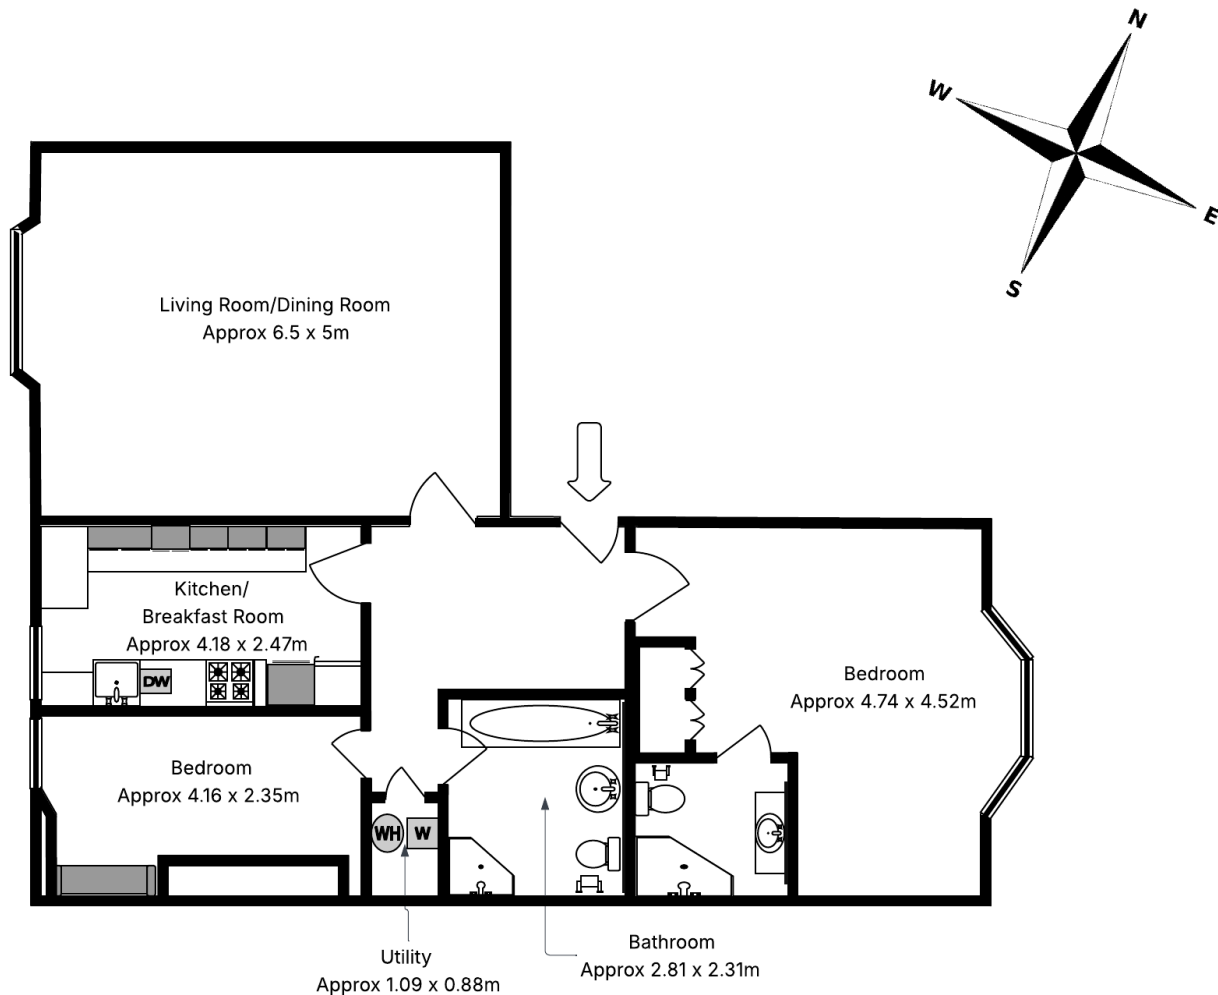 N
W
E
S
Living Room/Dining Room
Approx 6.5 x 5m
Kitchen/
Breakfast Room
Approx 4.18 x 2.47m
DW
Bedroom
Approx 4.74 x 4.52m
Bedroom
Approx 4.16 x 2.35m
WH
W
Bathroom
Approx 2.81 x 2.31m
Utility
Approx 1.09 x 0.88m